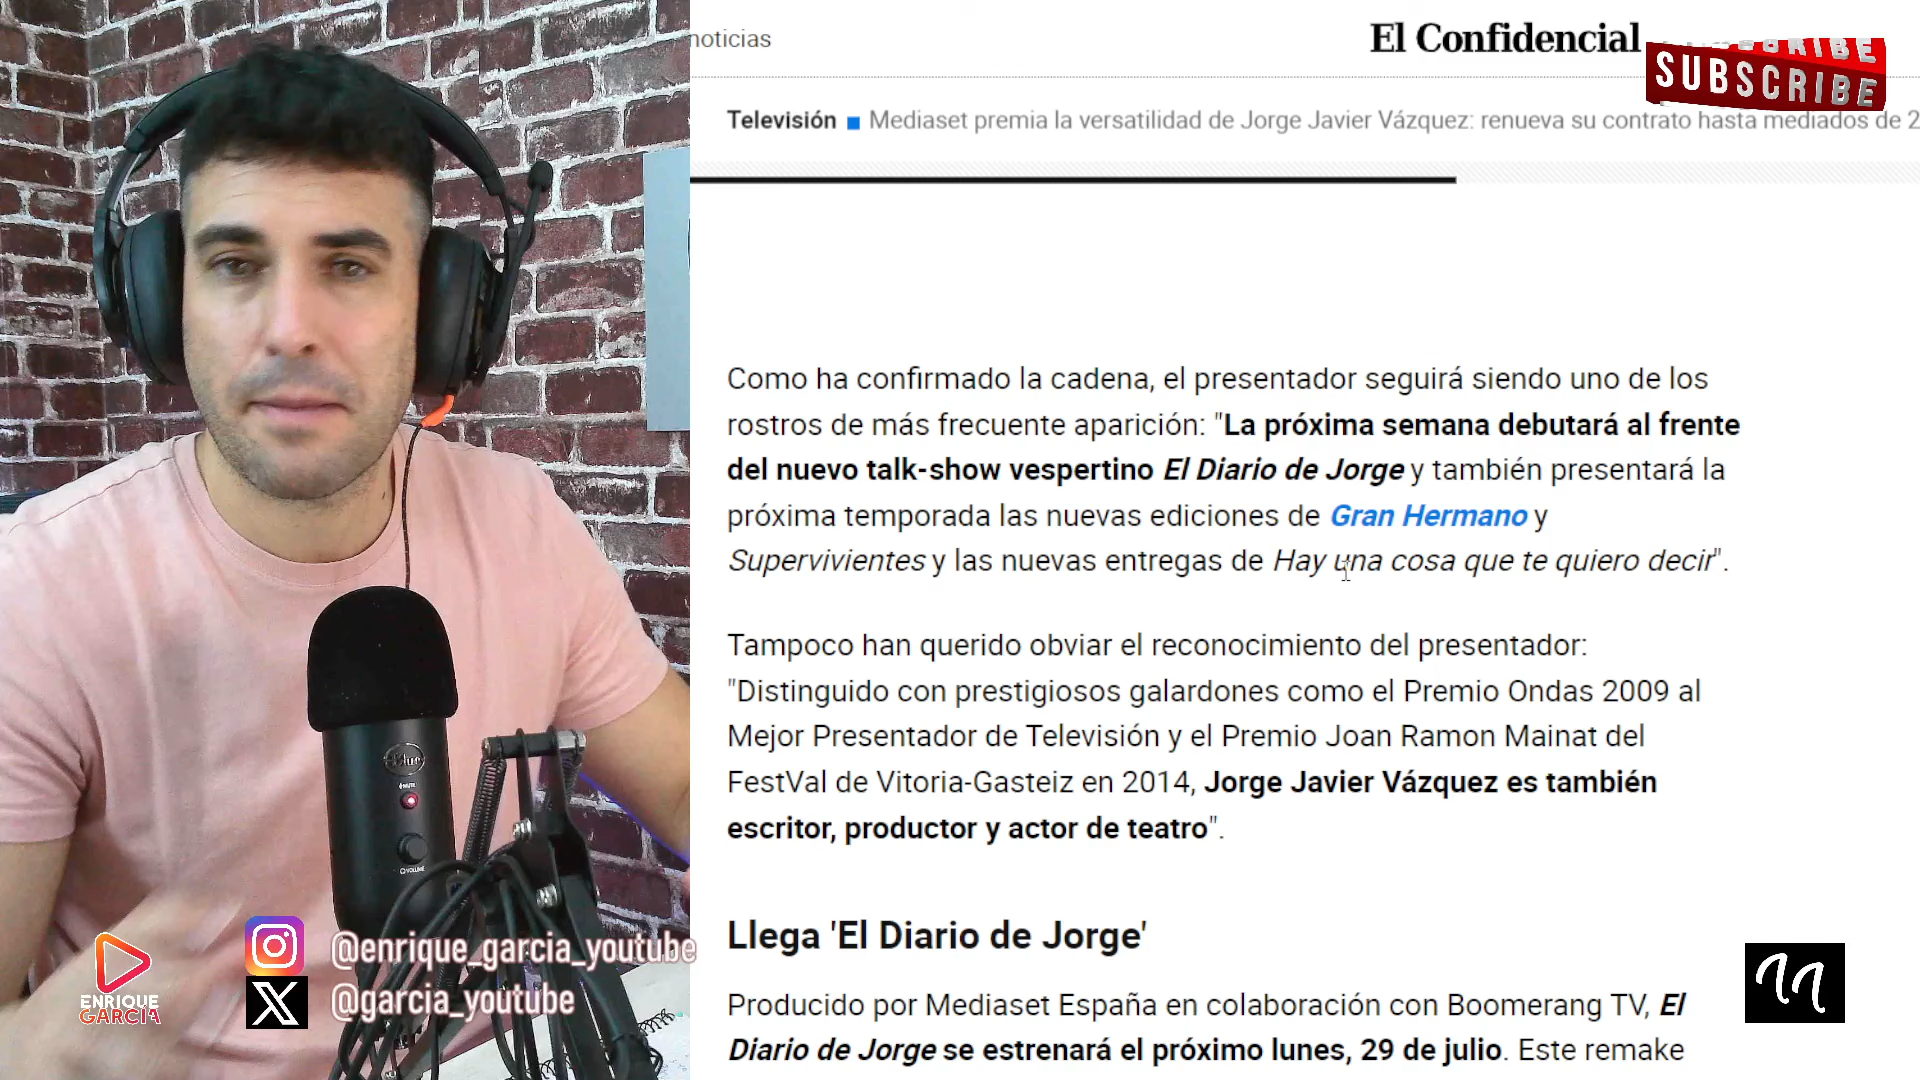 noticias
El Confidencial
SUBSCRIBE
SUBSCRIBE
Televisión Mediaset premia la versatilidad de Jorge Javier Vázquez: renueva su contrato hasta mediados de 2
Como ha confirmado la cadena, el presentador seguirá siendo uno de los
rostros de más frecuente aparición: "La próxima semana debutará al frente
del nuevo talk-show vespertino El Diario de Jorge y también presentará la
próxima temporada las nuevas ediciones de Gran Hermano y
Supervivientes y las nuevas entregas de Hay una cosa que te quiero decir".
Tampoco han querido obviar el reconocimiento del presentador:
"Distinguido con prestigiosos galardones como el Premio Ondas 2009 al
Mejor Presentador de Televisión y el Premio Joan Ramon Mainat del
FestVal de Vitoria-Gasteiz en 2014, Jorge Javier Vázquez es también
escritor, productor y actor de teatro".
Llega 'El Diario de Jorge'
Producido por Mediaset España en colaboración con Boomerang TV, El
Diario de Jorge se estrenará el próximo lunes, 29 de julio. Este remake
Blue
MUTE
VOLUME
ENRIQUE
GARCIA
@enrique_garcia_youtube
@garcia_youtube